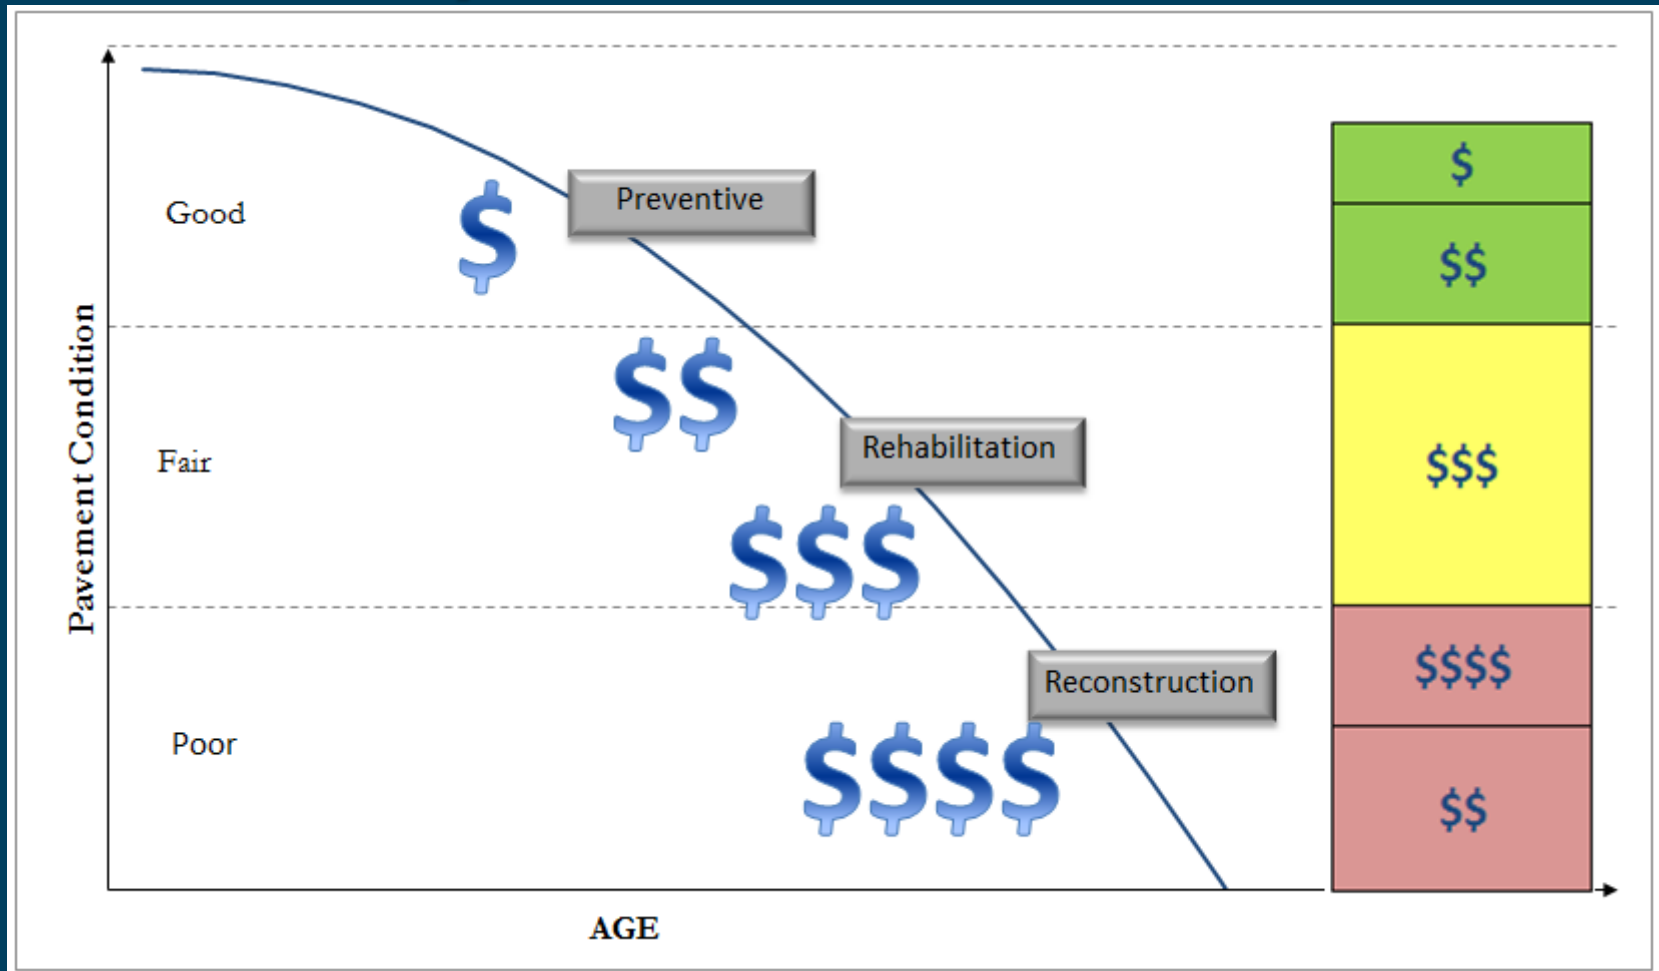 Pavement Condition
Good
Preventive
$
$
$$
$$
Fair
Rehabilitation
$$$
$$$
Reconstruction
$$$$
Poor
$$$$
$$
AGE